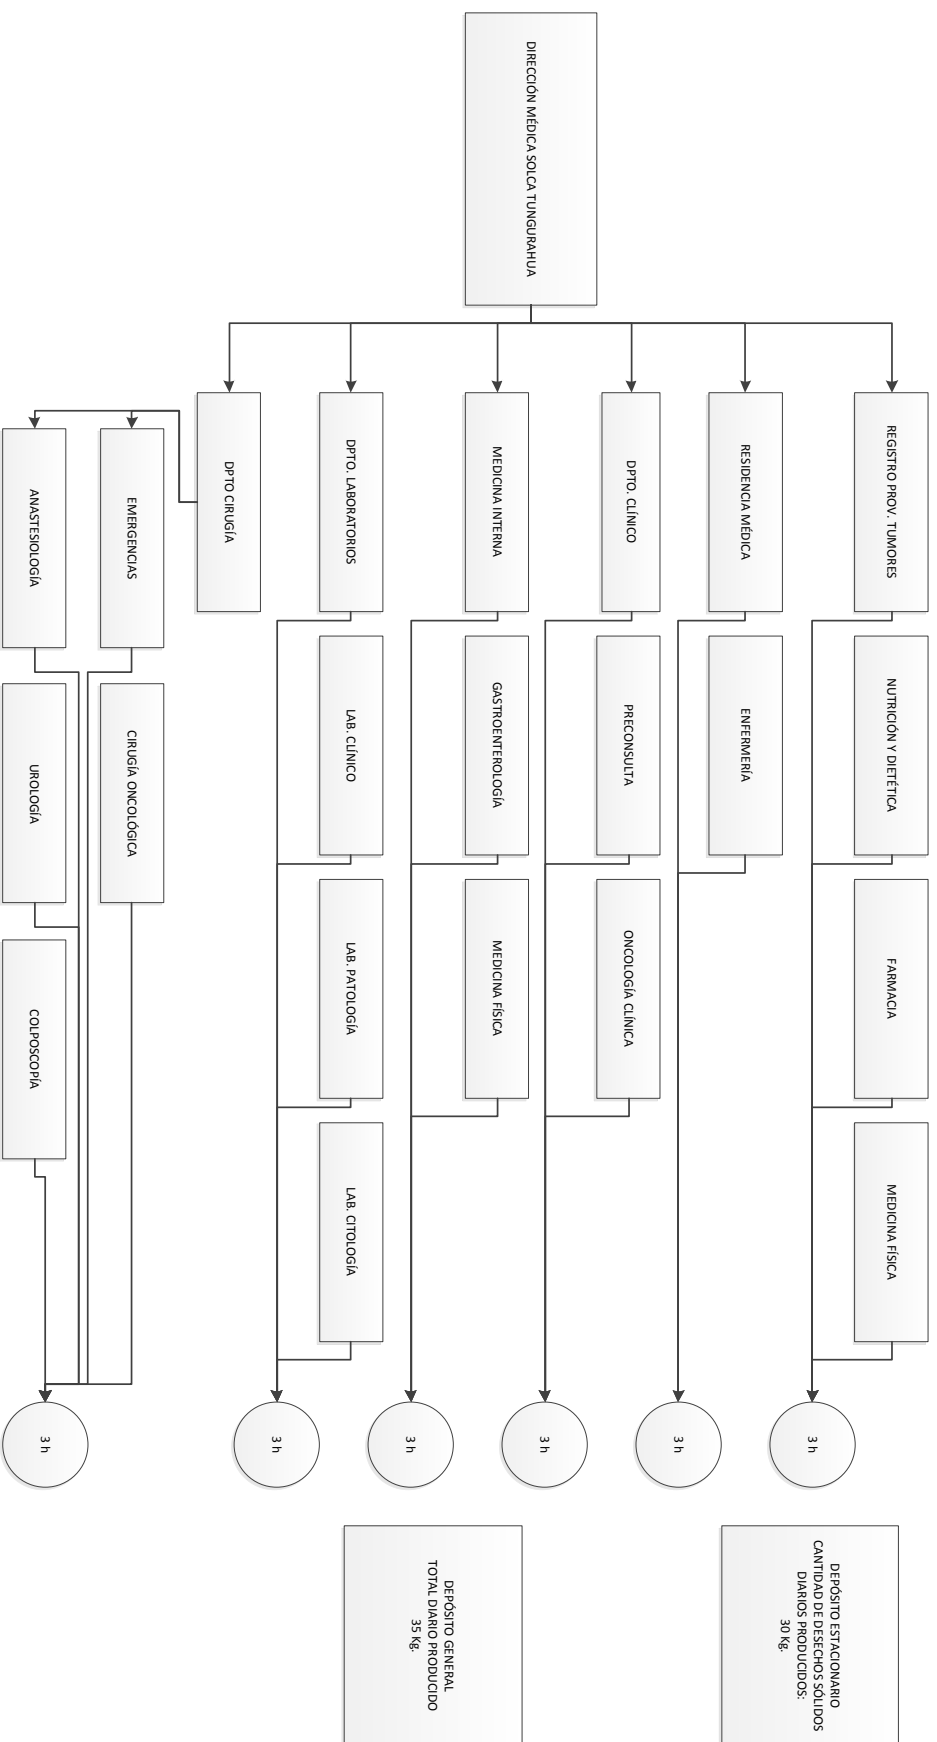 DIRECCIÓN MÉDICA SOLCA TUNGURAHUA
REGISTRO PROV. TUMORES
NUTRICIÓN Y DIETÉTICA
FARMACIA
MEDICINA FÍSICA
3 h
RESIDENCIA MÉDICA
ENFERMERÍA
3 h
DPTO. CLÍNICO
PRECONSULTA
ONCOLOGÍA CLÍNICA
3 h
MEDICINA INTERNA
GASTROENTEROLOGÍA
MEDICINA FÍSICA
3 h
DPTO. LABORATORIOS
LAB. CLÍNICO
LAB. PATOLOGÍA
LAB. CITOLOGÍA
3 h
DPTO CIRUGÍA
EMERGENCIAS
CIRUGÍA ONCOLÓGICA
ANASTESIOLOGÍA
UROLOGÍA
COLPOSCOPÍA
3 h
DEPÓSITO ESTACIONARIO
CANTIDAD DE DESECHOS SÓLIDOS
DIARIOS PRODUCIDOS:
30 Kg.
DEPÓSITO GENERAL
TOTAL DIARIO PRODUCIDO
35 Kg.